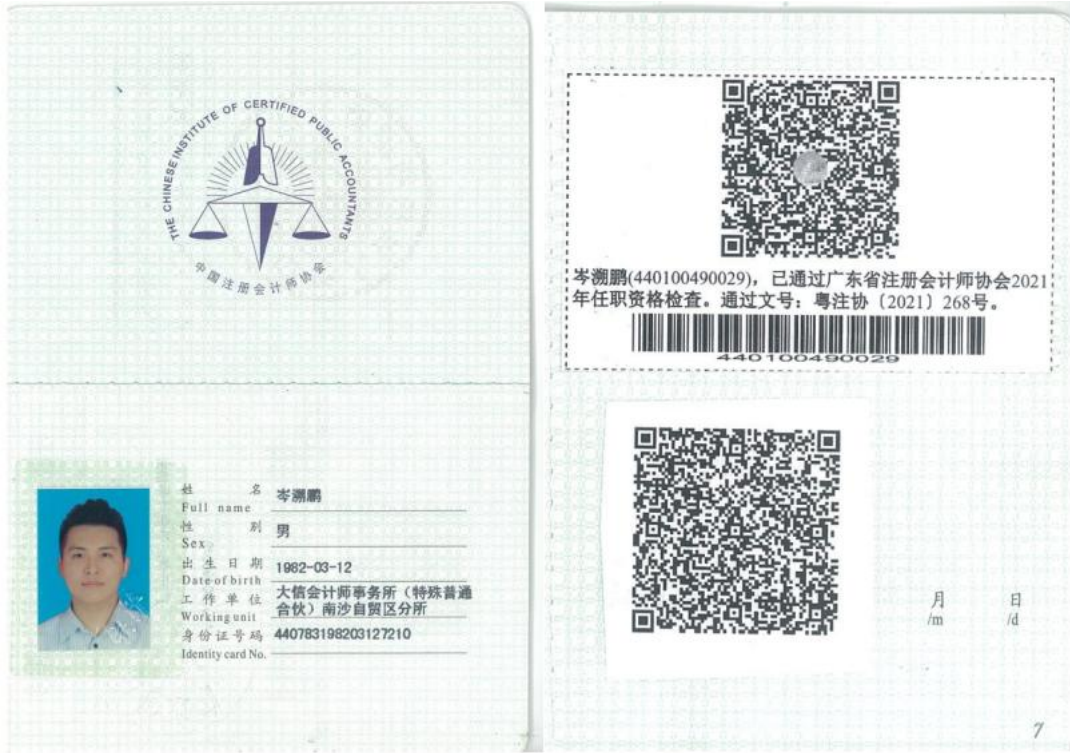 THE CHINESE INSTITUTE OF CERTIFIED PUBLIC ACCOUNTANTS
中国注册会计师协会
姓 名 岑溯鹏
Full name
性 别 男
Sex
出生日期 1982-03-12
Date of birth
工作单位 大信会计师事务所（特殊普通
合伙）南沙自贸区分所
Working unit
身份证号码 440783198203127210
Identity card No.
岑溯鹏(440100490029)，已通过广东省注册会计师协会2021
年任职资格检查。通过文号：粤注协〔2021〕268号。
440100490029
月 日
/m /d
7